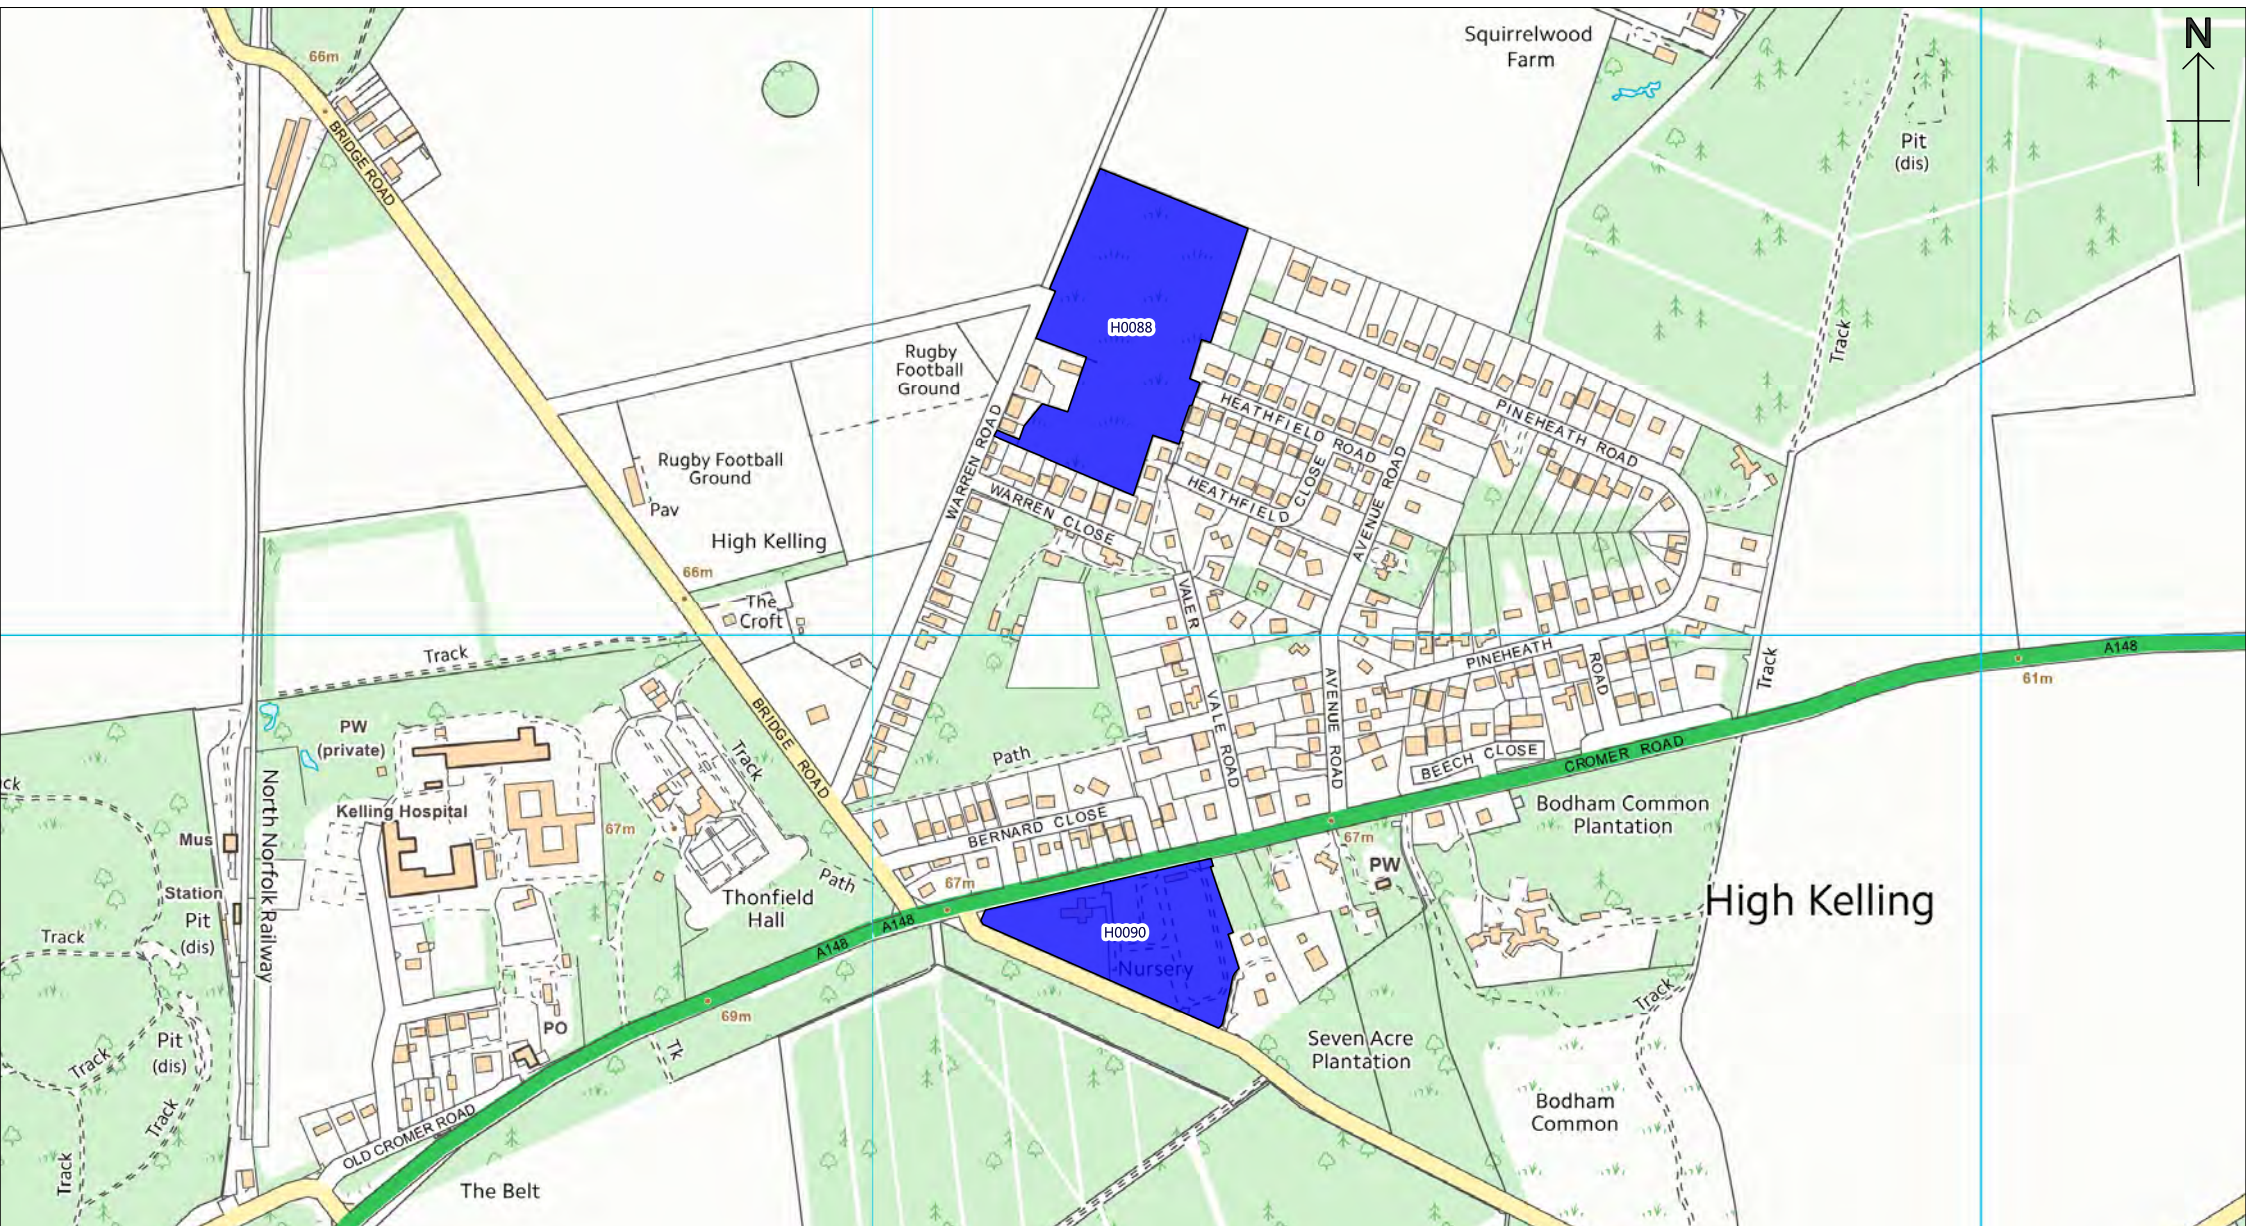 Squirrelwood
Farm
N
66m
BRIDGE ROAD
Pit
(dis)
H0088
Track
Rugby
Football
Ground
HEATHFIELD ROAD
PINEHEATH ROAD
WARREN ROAD
Rugby Football
Ground
Pav
WARREN CLOSE
HEATHFIELD CLOSE
AVENUE ROAD
High Kelling
66m
The
Croft
VALE
Track
PINEHEATH ROAD
Track
A148
61m
BRIDGE ROAD
VALE ROAD
AVENUE ROAD
PW
(private)
Track
Path
BEECH CLOSE
CROMER ROAD
ck
North Norfolk Railway
Kelling Hospital
67m
BERNARD CLOSE
Bodham Common
Plantation
Mus
67m
PW
Station
Pit
(dis)
Path
67m
Thonfield
Hall
High Kelling
A148
A148
H0090
Track
Nursery
Track
69m
PO
Pit
(dis)
Track
Tk
Seven Acre
Plantation
Track
Bodham
Common
OLD CROMER ROAD
Track
The Belt